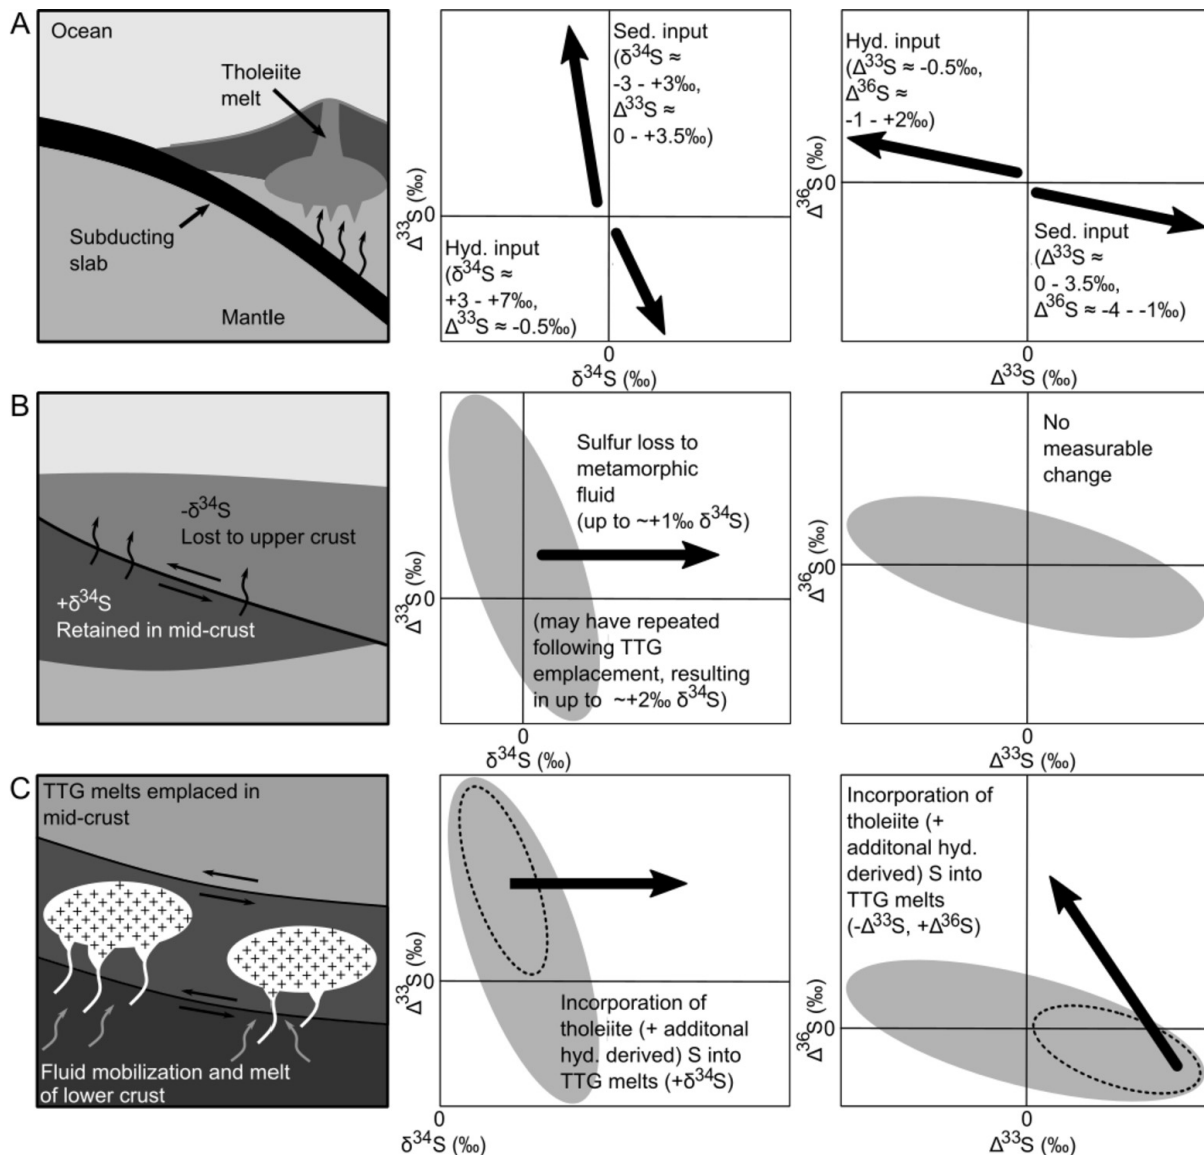 A
Ocean
Tholeiite
melt
Subducting
slab
Mantle
Sed. input
(δ³⁴S ≈
-3 - +3‰,
Δ³³S ≈
0 - +3.5‰)
Hyd. input
(δ³⁴S ≈
+3 - +7‰,
Δ³³S ≈ -0.5‰)
Δ³³S (‰)
0
0
δ³⁴S (‰)
Hyd. input
(Δ³³S ≈ -0.5‰,
Δ³⁶S ≈
-1 - +2‰)
Sed. input
(Δ³³S ≈
0 - 3.5‰,
Δ³⁶S ≈ -4 - -1‰)
Δ³⁶S (‰)
0
0
Δ³³S (‰)
B
-δ³⁴S
Lost to upper crust
+δ³⁴S
Retained in mid-crust
Sulfur loss to
metamorphic
fluid
(up to ~+1‰ δ³⁴S)
(may have repeated
following TTG
emplacement, resulting
in up to ~+2‰ δ³⁴S)
Δ³³S (‰)
0
0
δ³⁴S (‰)
No
measurable
change
Δ³⁶S (‰)
0
0
Δ³³S (‰)
C
TTG melts emplaced in
mid-crust
Fluid mobilization and melt
of lower crust
Incorporation of
tholeiite (+ additonal
hyd. derived) S into
TTG melts (+δ³⁴S)
Δ³³S (‰)
0
0
δ³⁴S (‰)
Incorporation of
tholeiite (+
additonal hyd.
derived) S into
TTG melts
(-Δ³³S, +Δ³⁶S)
Δ³⁶S (‰)
0
0
Δ³³S (‰)